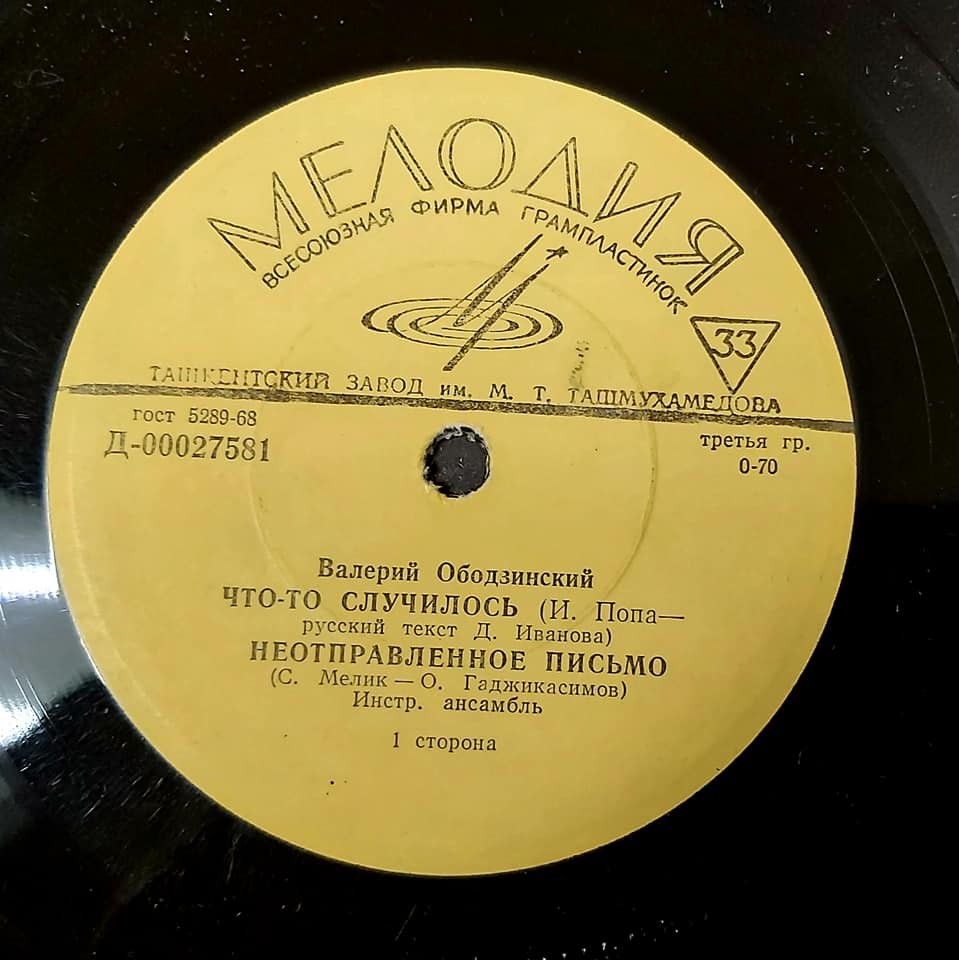 МЕЛОДИЯ
ВСЕСОЮЗНАЯ ФИРМА ГРАМПЛАСТИНОК
33
ТАШКЕНТСКИЙ ЗАВОД им. М. Т. ТАШМУХАМЕДОВА
гост 5289-68
Д-00027581
третья гр.
0-70
Валерий Ободзинский
ЧТО-ТО СЛУЧИЛОСЬ (И. Попа—
русский текст Д. Иванова)
НЕОТПРАВЛЕННОЕ ПИСЬМО
(С. Мелик — О. Гаджикасимов)
Инстр. ансамбль
1 сторона